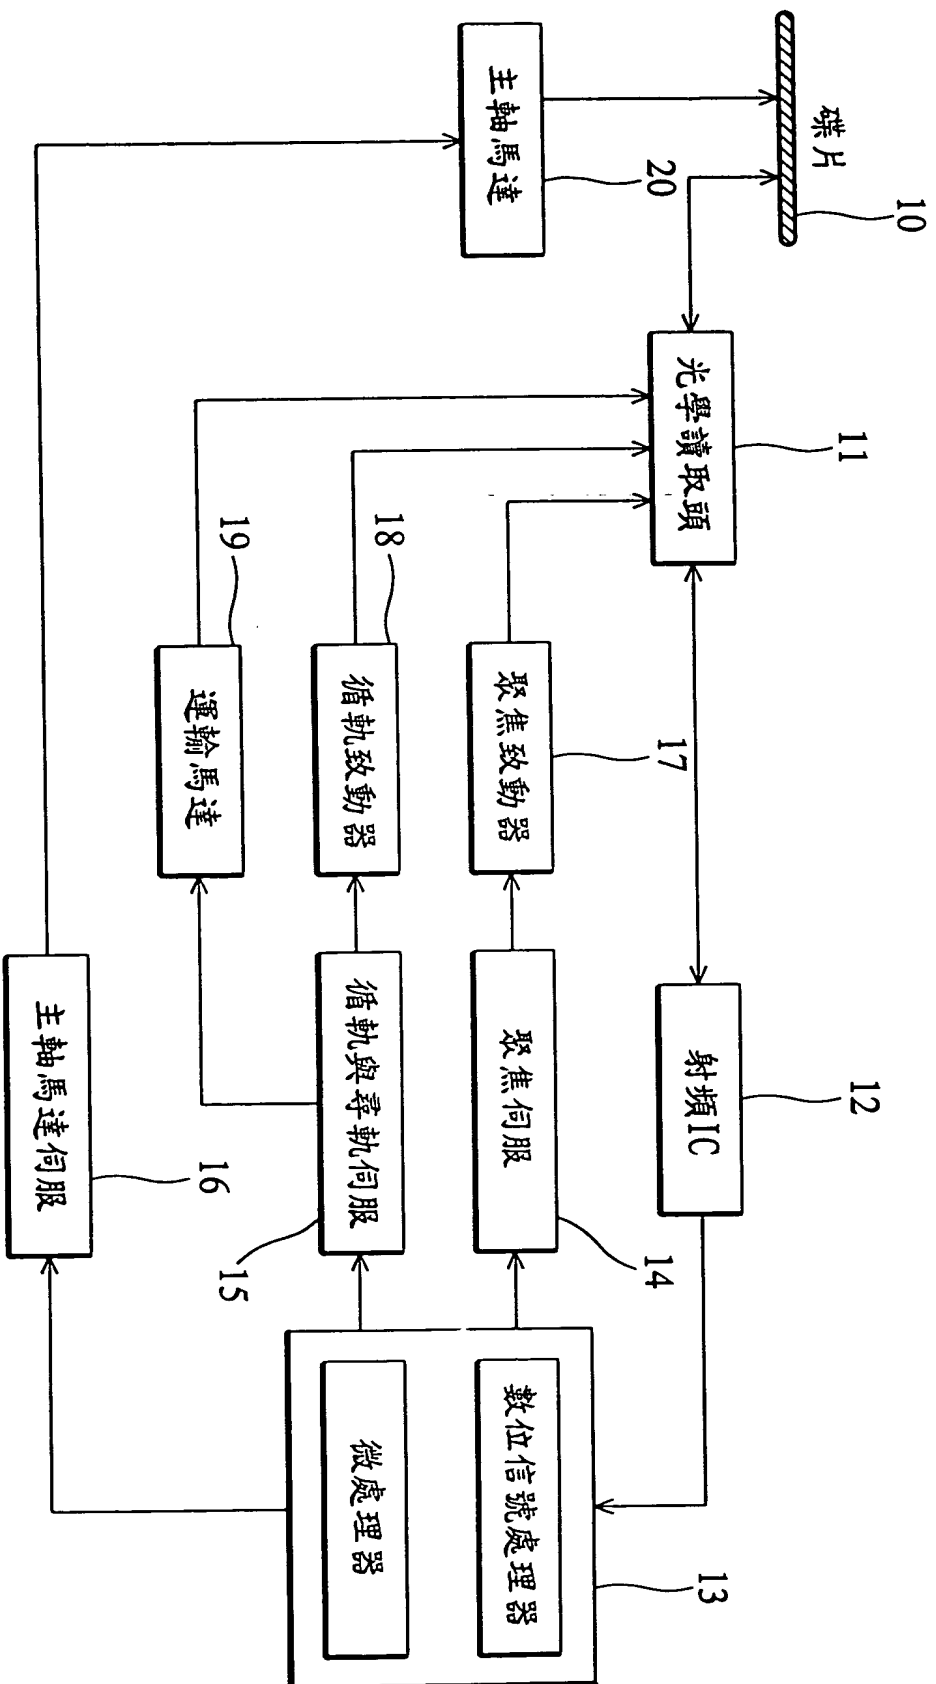 碟片
10
光學讀取頭
11
射頻IC
12
主軸馬達
20
聚焦致動器
17
聚焦伺服
14
數位信號處理器
13
循軌致動器
18
循軌與尋軌伺服
15
微處理器
運輸馬達
19
主軸馬達伺服
16